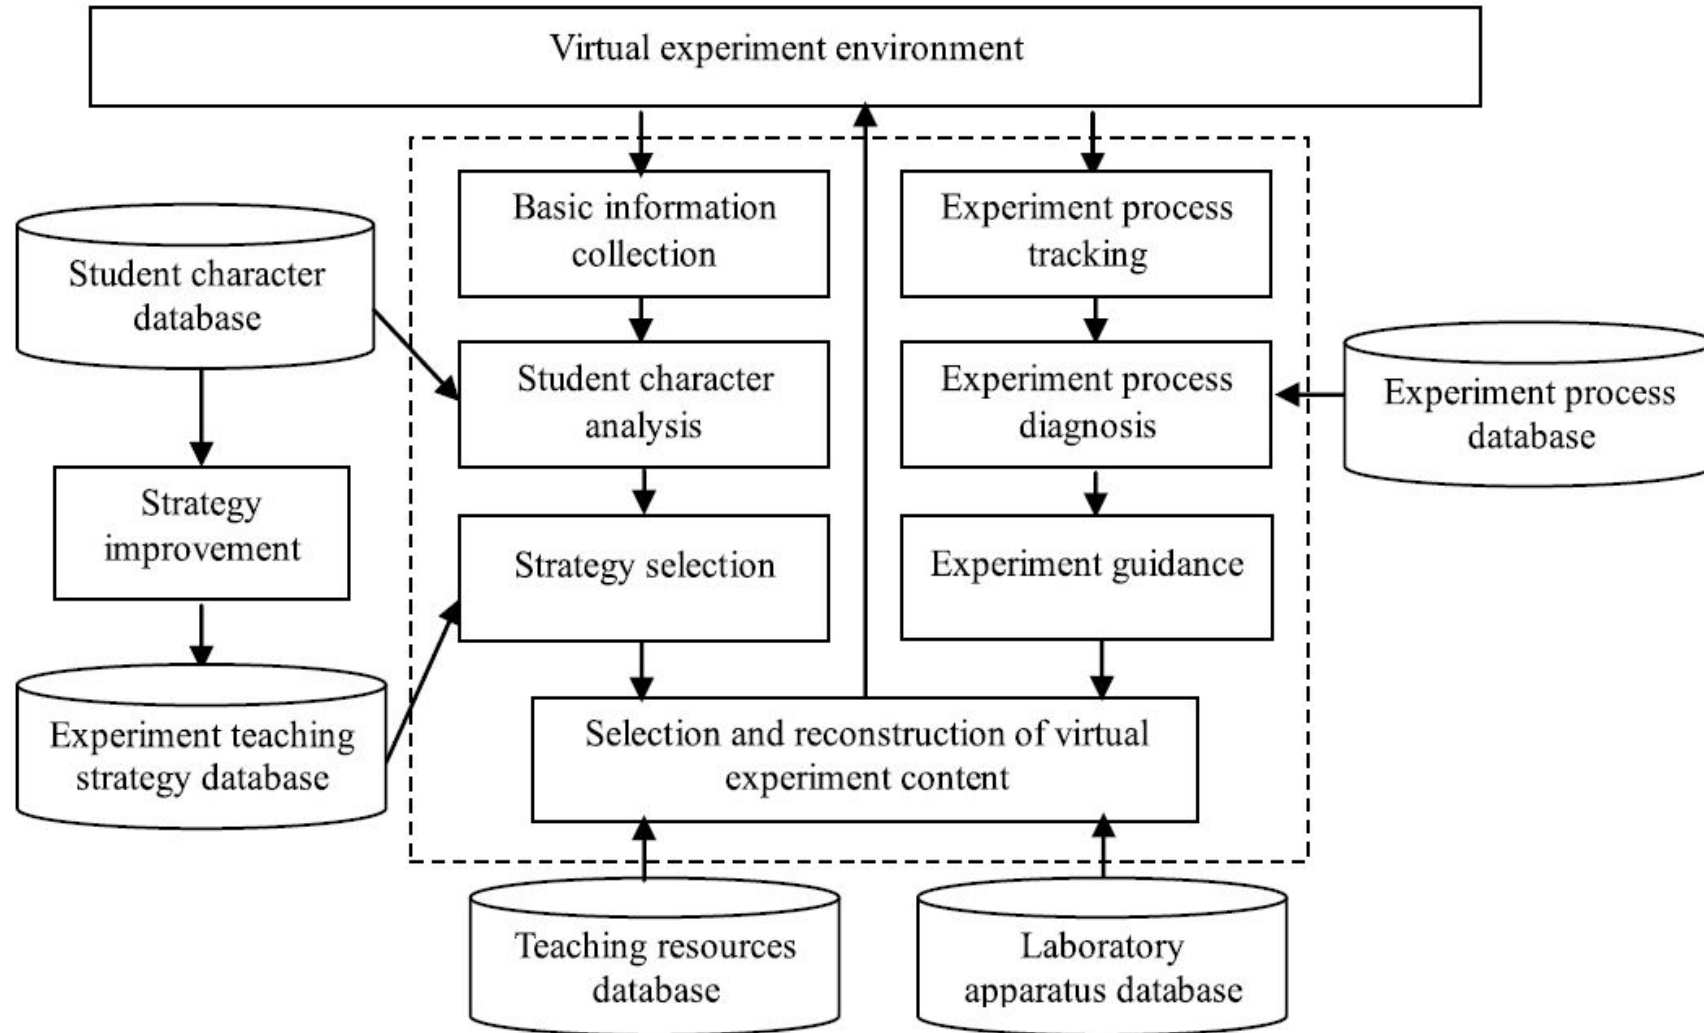 Virtual experiment environment
Basic information
collection
Experiment process
tracking
Student character
database
Student character
analysis
Experiment process
diagnosis
Experiment process
database
Strategy
improvement
Strategy selection
Experiment guidance
Experiment teaching
strategy database
Selection and reconstruction of virtual
experiment content
Teaching resources
database
Laboratory
apparatus database